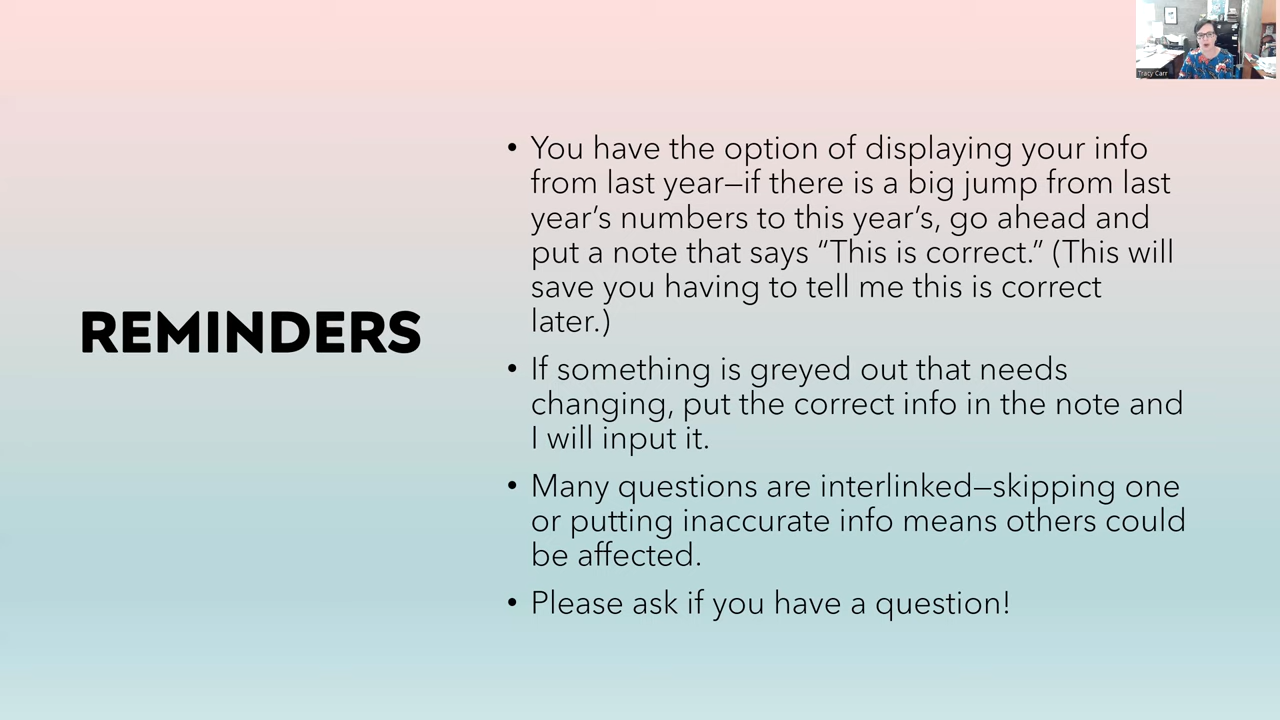 Tracy Carr
REMINDERS
• You have the option of displaying your info
from last year—if there is a big jump from last
year’s numbers to this year’s, go ahead and
put a note that says “This is correct.” (This will
save you having to tell me this is correct
later.)
• If something is greyed out that needs
changing, put the correct info in the note and
I will input it.
• Many questions are interlinked—skipping one
or putting inaccurate info means others could
be affected.
• Please ask if you have a question!